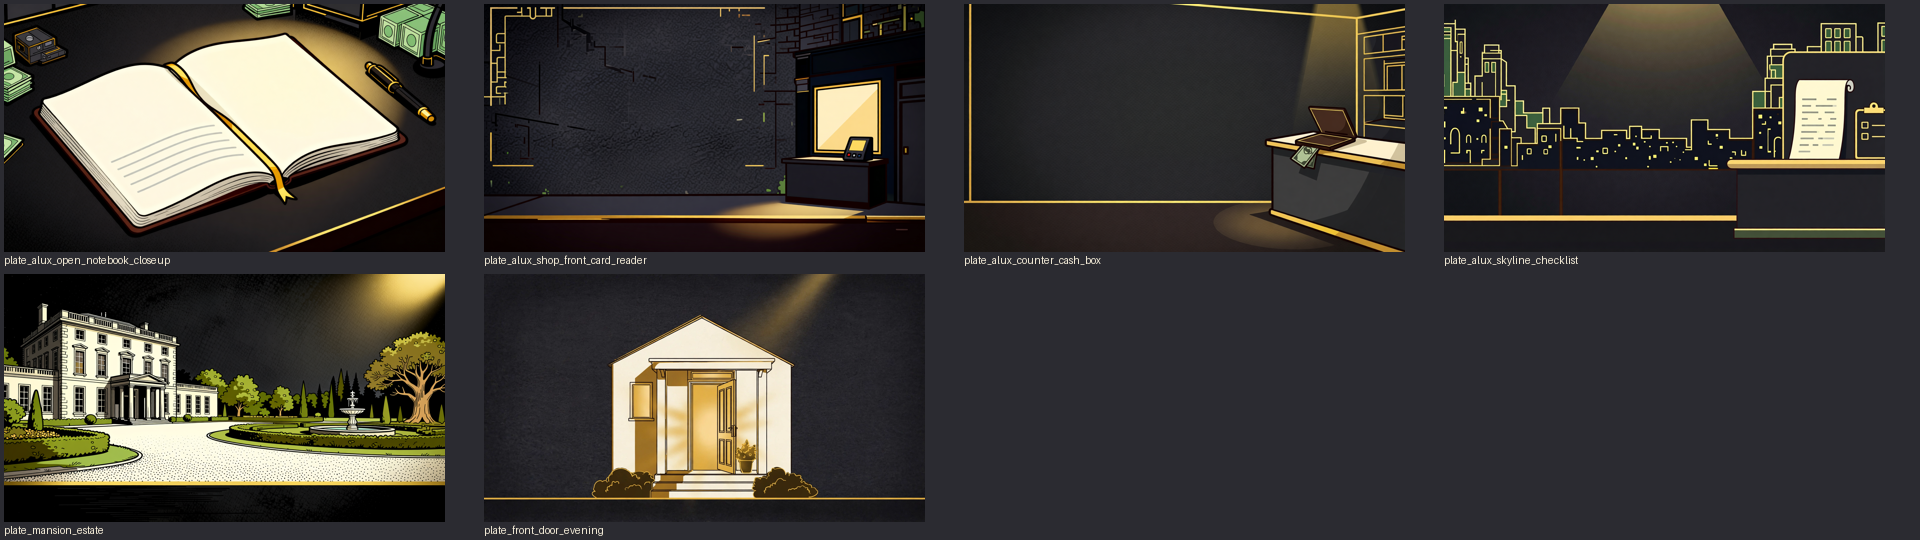 plate_alux_open_notebook_closeup
plate_alux_shop_front_card_reader
plate_alux_counter_cash_box
plate_alux_skyline_checklist
plate_mansion_estate
plate_front_door_evening